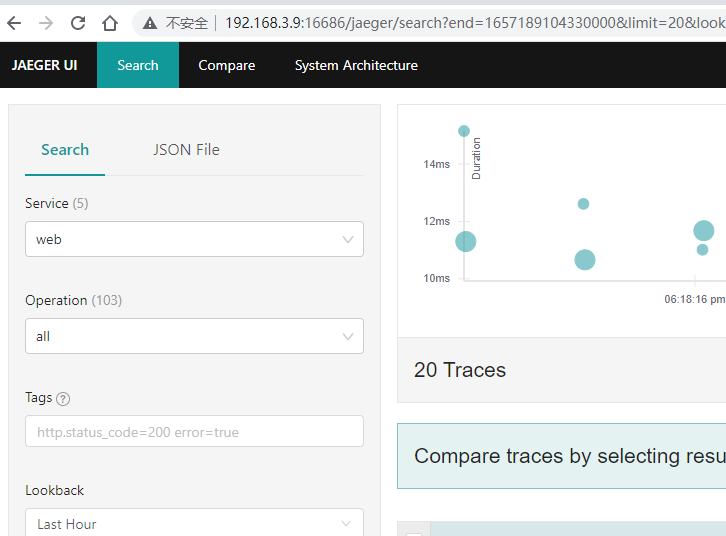 不安全 | 192.168.3.9:16686/jaeger/search?end=1657189104330000&limit=20&look
JAEGER UI Search Compare System Architecture
Search JSON File
Service (5)
web
Operation (103)
all
Tags ?
http.status_code=200 error=true
Lookback
Last Hour
Duration
14ms
12ms
10ms
06:18:16 pm
20 Traces
Compare traces by selecting resu